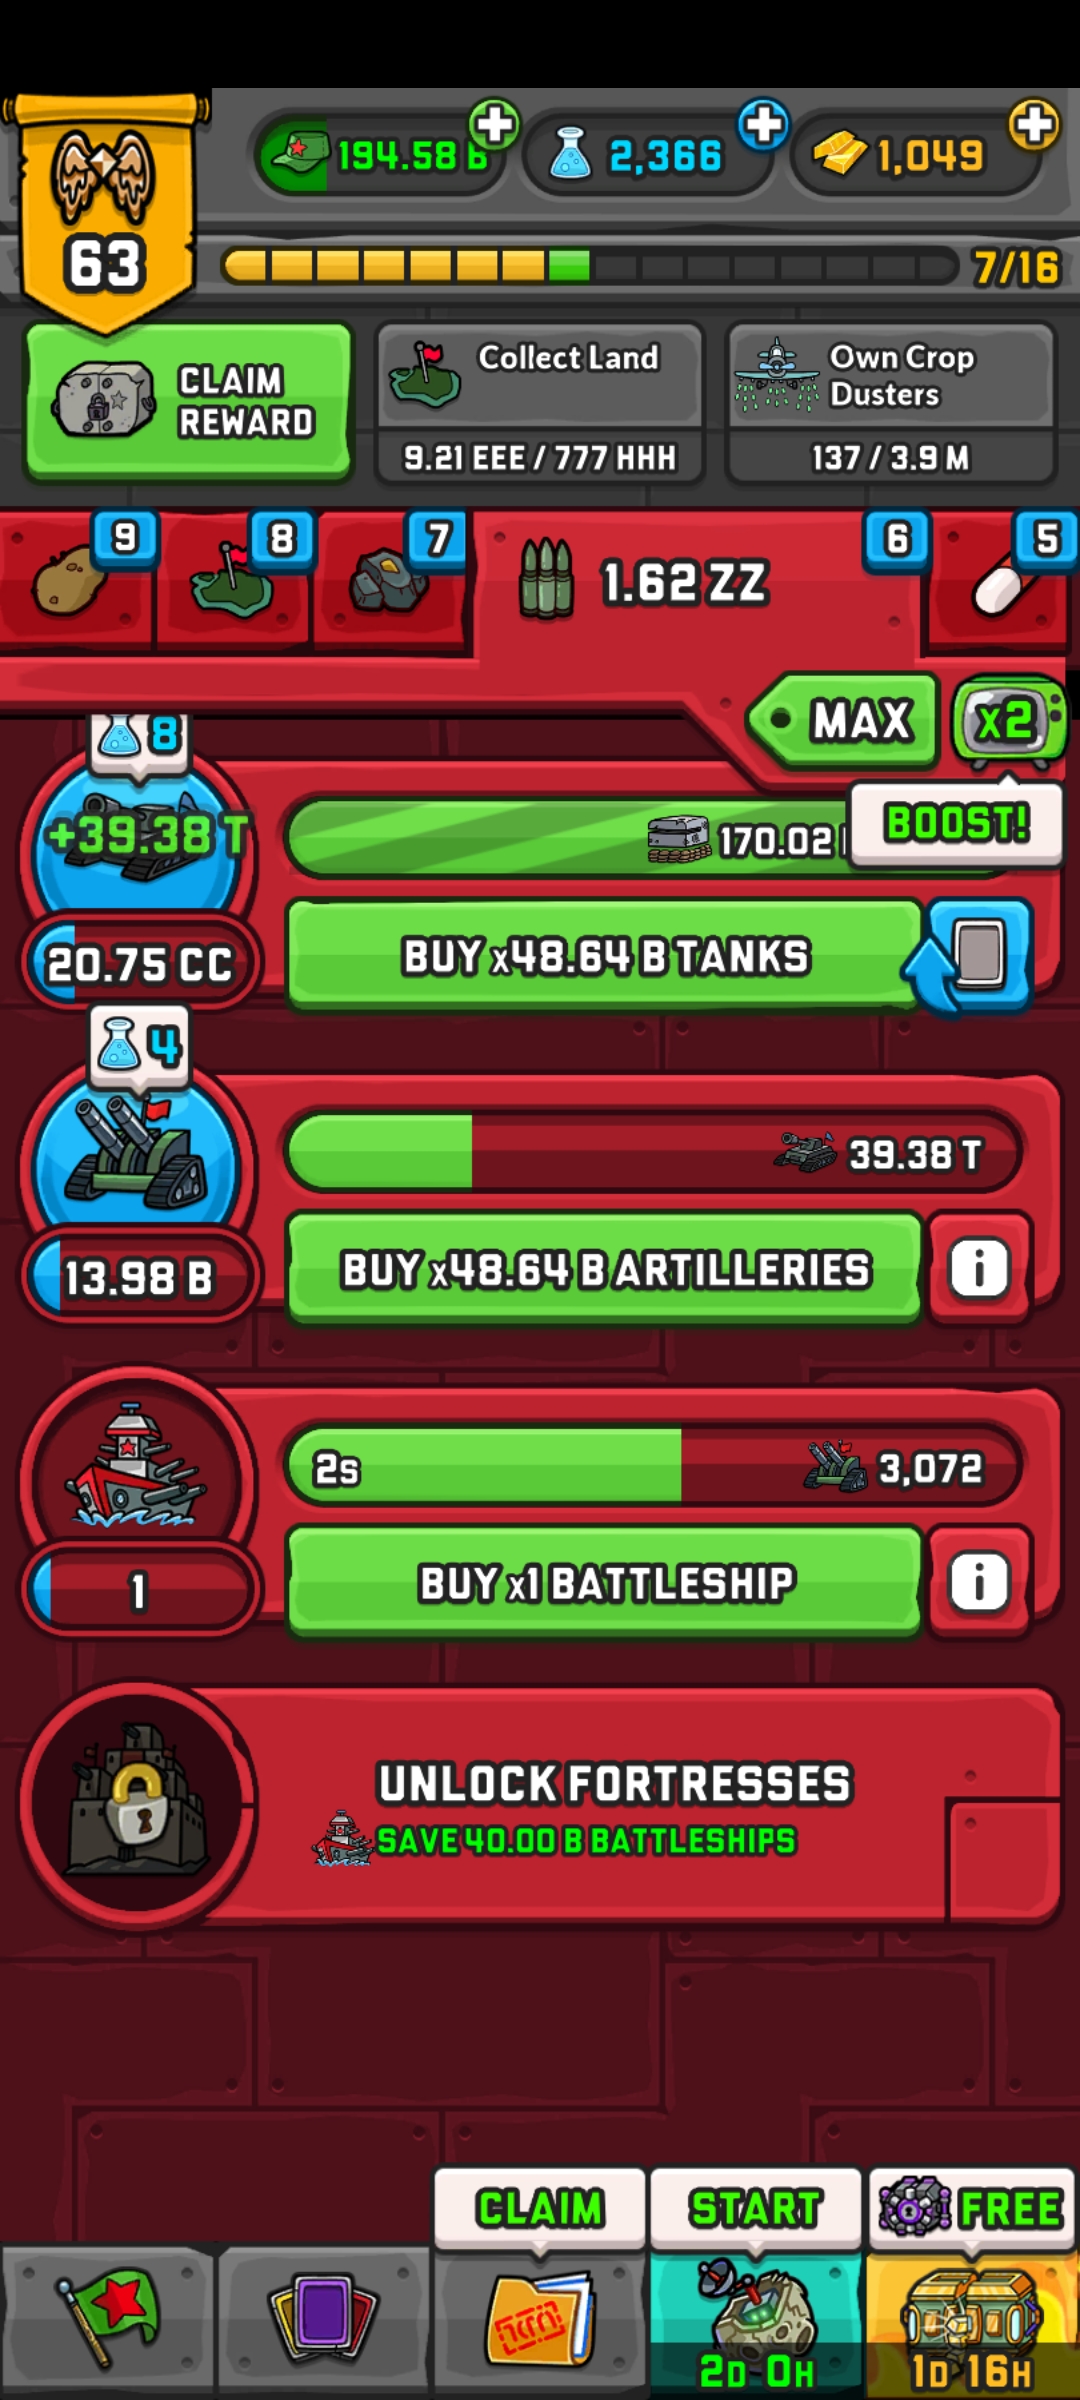 194.58 B
2,366
1,049
63
7/16
CLAIM
REWARD
Collect Land
9.21 EEE / 777 HHH
Own Crop
Dusters
137 / 3.9 M
9
8
7
1.62 ZZ
6
5
MAX
x2
BOOST!
8
+39.38 T
170.02
20.75 CC
BUY x48.64 B TANKS
4
39.38 T
13.98 B
BUY x48.64 B ARTILLERIES
i
2s
3,072
1
BUY x1 BATTLESHIP
i
UNLOCK FORTRESSES
SAVE 40.00 B BATTLESHIPS
CLAIM
START
FREE
2D 0H
1D 16H